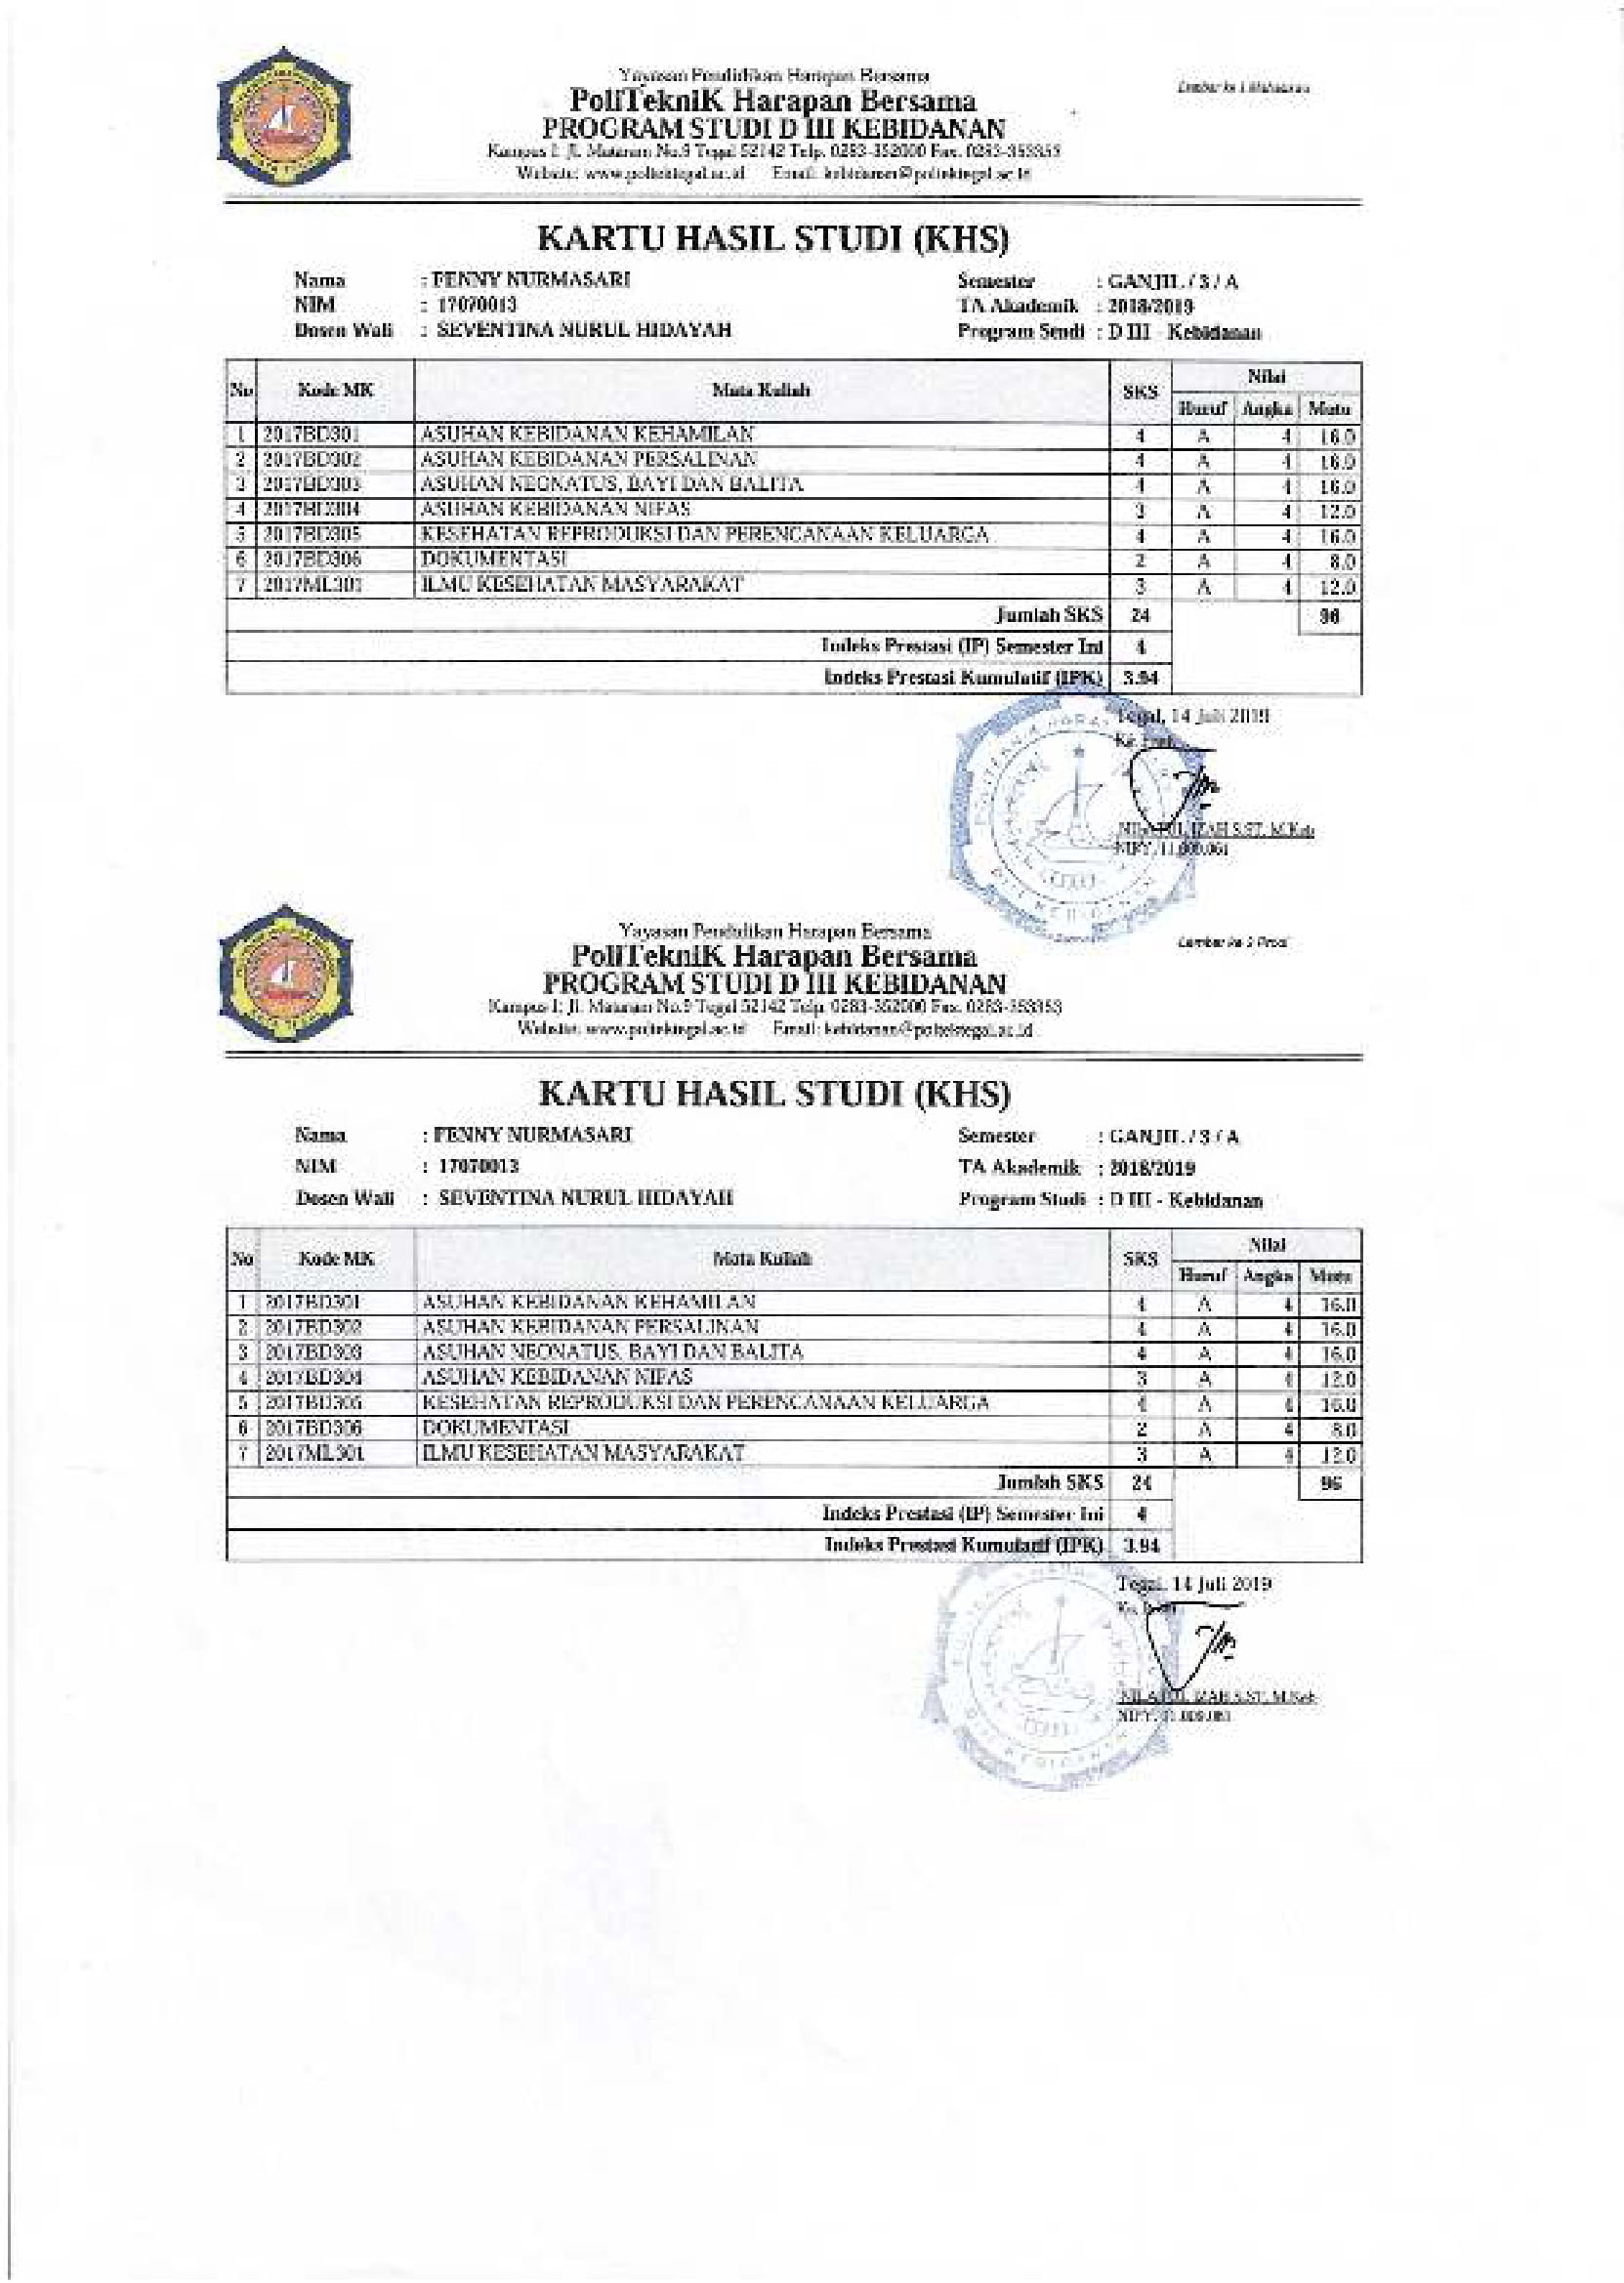 Yayasan Pendidikan Harapan Bersama
PoliTekniK Harapan Bersama
PROGRAM STUDI D III KEBIDANAN
Kampus I: Jl. Mataram No.9 Tegal 52142 Telp. 0283-352000 Fax. 0283-353353
Website: www.poltektegal.ac.id Email: kebidanan@poltektegal.ac.id
Lembar ke 1 Mahasiswa
KARTU HASIL STUDI (KHS)
Nama : FENNY NURMASARI Semester : GANJIL / 3 / A
NIM : 17070013 TA Akademik : 2018/2019
Dosen Wali : SEVENTINA NURUL HIDAYAH Program Studi : D III - Kebidanan
No Kode MK Mata Kuliah SKS Nilai
Huruf Angka Mutu
1 2017BD301 ASUHAN KEBIDANAN KEHAMILAN 4 A 4 16.0
2 2017BD302 ASUHAN KEBIDANAN PERSALINAN 4 A 4 16.0
3 2017BD303 ASUHAN NEONATUS, BAYI DAN BALITA 4 A 4 16.0
4 2017BD304 ASUHAN KEBIDANAN NIFAS 3 A 4 12.0
5 2017BD305 KESEHATAN REPRODUKSI DAN PERENCANAAN KELUARGA 4 A 4 16.0
6 2017BD306 DOKUMENTASI 2 A 4 8.0
7 2017ML301 ILMU KESEHATAN MASYARAKAT 3 A 4 12.0
Jumlah SKS 24 96
Indeks Prestasi (IP) Semester Ini 4
Indeks Prestasi Kumulatif (IPK) 3.94
Tegal, 14 Juli 2019
Ka. Prodi
NILATUL IZAH S.ST, M.Keb
NIPY. 11.009.061
Yayasan Pendidikan Harapan Bersama
PoliTekniK Harapan Bersama
PROGRAM STUDI D III KEBIDANAN
Kampus I: Jl. Mataram No.9 Tegal 52142 Telp. 0283-352000 Fax. 0283-353353
Website: www.poltektegal.ac.id Email: kebidanan@poltektegal.ac.id
Lembar ke 2 Prodi
KARTU HASIL STUDI (KHS)
Nama : FENNY NURMASARI Semester : GANJIL / 3 / A
NIM : 17070013 TA Akademik : 2018/2019
Dosen Wali : SEVENTINA NURUL HIDAYAH Program Studi : D III - Kebidanan
No Kode MK Mata Kuliah SKS Nilai
Huruf Angka Mutu
1 2017BD301 ASUHAN KEBIDANAN KEHAMILAN 4 A 4 16.0
2 2017BD302 ASUHAN KEBIDANAN PERSALINAN 4 A 4 16.0
3 2017BD303 ASUHAN NEONATUS, BAYI DAN BALITA 4 A 4 16.0
4 2017BD304 ASUHAN KEBIDANAN NIFAS 3 A 4 12.0
5 2017BD305 KESEHATAN REPRODUKSI DAN PERENCANAAN KELUARGA 4 A 4 16.0
6 2017BD306 DOKUMENTASI 2 A 4 8.0
7 2017ML301 ILMU KESEHATAN MASYARAKAT 3 A 4 12.0
Jumlah SKS 24 96
Indeks Prestasi (IP) Semester Ini 4
Indeks Prestasi Kumulatif (IPK) 3.94
Tegal, 14 Juli 2019
Ka. Prodi
NILATUL IZAH S.ST, M.Keb
NIPY. 11.009.061